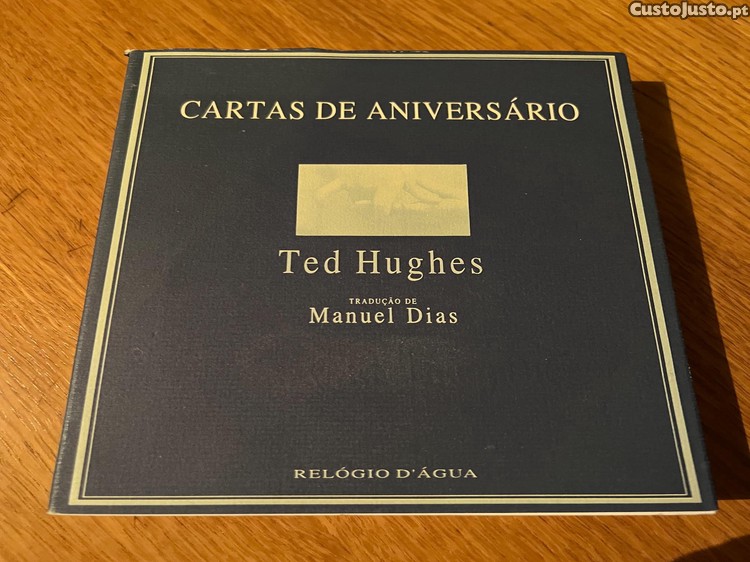 CustoJusto.pt
CARTAS DE ANIVERSÁRIO
Ted Hughes
TRADUÇÃO DE
Manuel Dias
RELÓGIO D'ÁGUA